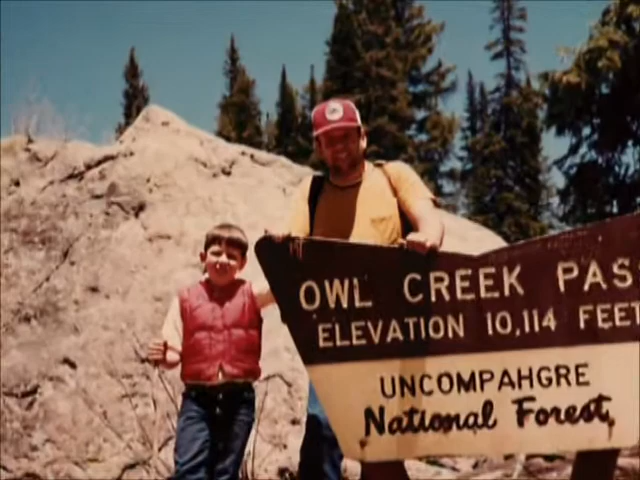 OWL CREEK PAS
ELEVATION 10,114 FEET
UNCOMPAHGRE
National Forest